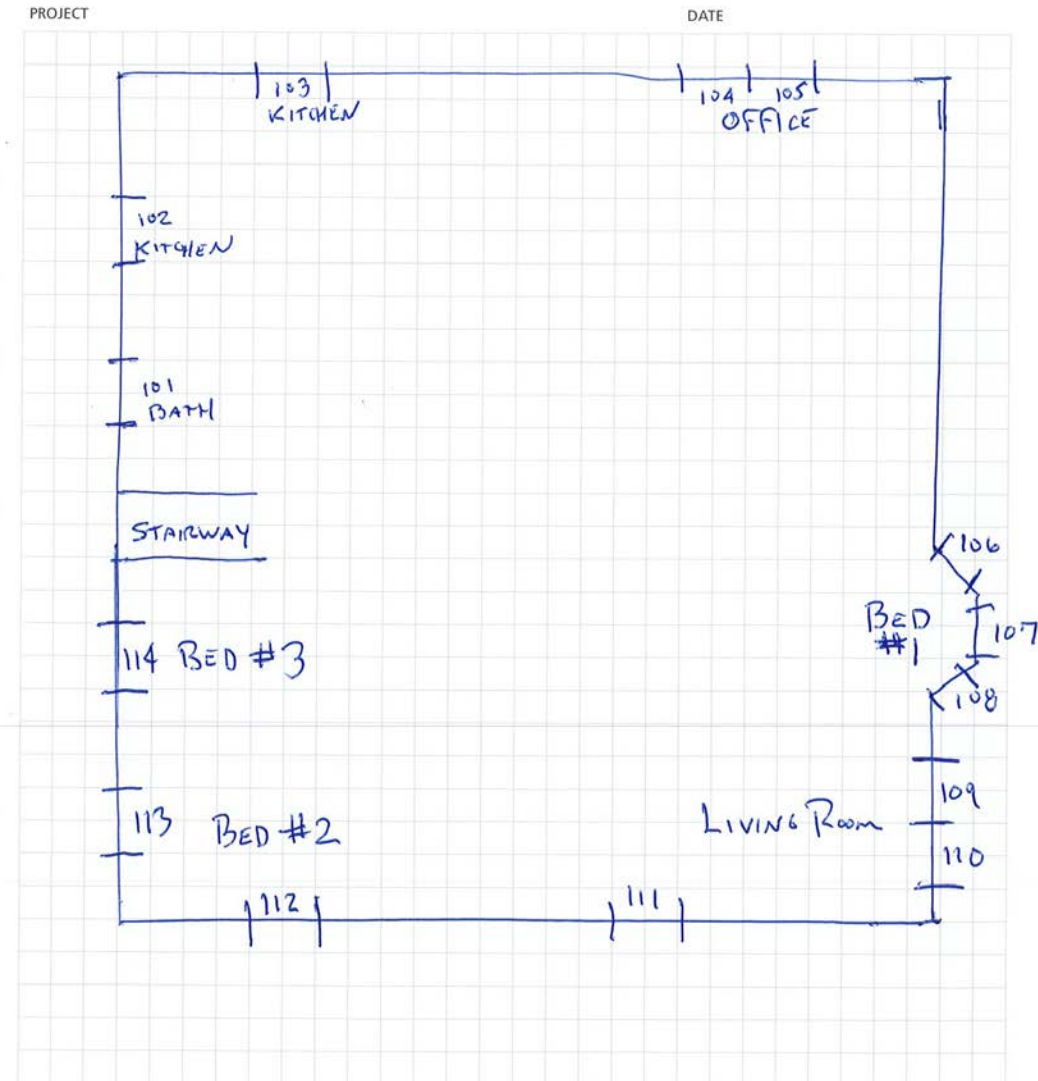 PROJECT DATE
103
KITCHEN
104 105
OFFICE
102
KITCHEN
101
BATH
STAIRWAY
106
BED
#1
107
108
114 BED #3
109
LIVING ROOM
110
113 BED #2
112
111